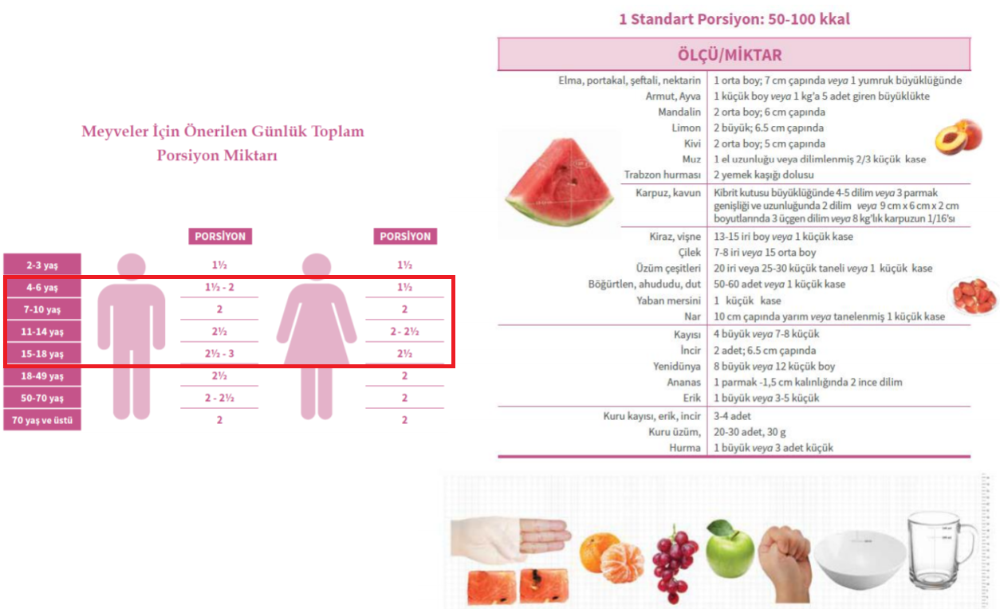 Meyveler İçin Önerilen Günlük Toplam
Porsiyon Miktarı
PORSİYON PORSİYON
2-3 yaş 1½ 1½
4-6 yaş 1½ - 2 1½
7-10 yaş 2 2
11-14 yaş 2½ 2 - 2½
15-18 yaş 2½ - 3 2½
18-49 yaş 2½ 2
50-70 yaş 2 - 2½ 2
70 yaş ve üstü 2 2
1 Standart Porsiyon: 50-100 kkal
ÖLÇÜ/MİKTAR
Elma, portakal, şeftali, nektarin 1 orta boy; 7 cm çapında veya 1 yumruk büyüklüğünde
Armut, Ayva 1 küçük boy veya 1 kg’a 5 adet giren büyüklükte
Mandalin 2 orta boy; 6 cm çapında
Limon 2 büyük; 6.5 cm çapında
Kivi 2 orta boy; 5 cm çapında
Muz 1 el uzunluğu veya dilimlenmiş 2/3 küçük kase
Trabzon hurması 2 yemek kaşığı dolusu
Karpuz, kavun Kibrit kutusu büyüklüğünde 4-5 dilim veya 3 parmak
genişliği ve uzunluğunda 2 dilim veya 9 cm x 6 cm x 2 cm
boyutlarında 3 üçgen dilim veya 8 kg’lık karpuzun 1/16’sı
Kiraz, vişne 13-15 iri boy veya 1 küçük kase
Çilek 7-8 iri veya 15 orta boy
Üzüm çeşitleri 20 iri veya 25-30 küçük taneli veya 1 küçük kase
Böğürtlen, ahududu, dut 50-60 adet veya 1 küçük kase
Yaban mersini 1 küçük kase
Nar 10 cm çapında yarım veya tanelenmiş 1 küçük kase
Kayısı 4 büyük veya 7-8 küçük
İncir 2 adet; 6.5 cm çapında
Yenidünya 8 büyük veya 12 küçük boy
Ananas 1 parmak -1,5 cm kalınlığında 2 ince dilim
Erik 1 büyük veya 3-5 küçük
Kuru kayısı, erik, incir 3-4 adet
Kuru üzüm, 20-30 adet, 30 g
Hurma 1 büyük veya 3 adet küçük